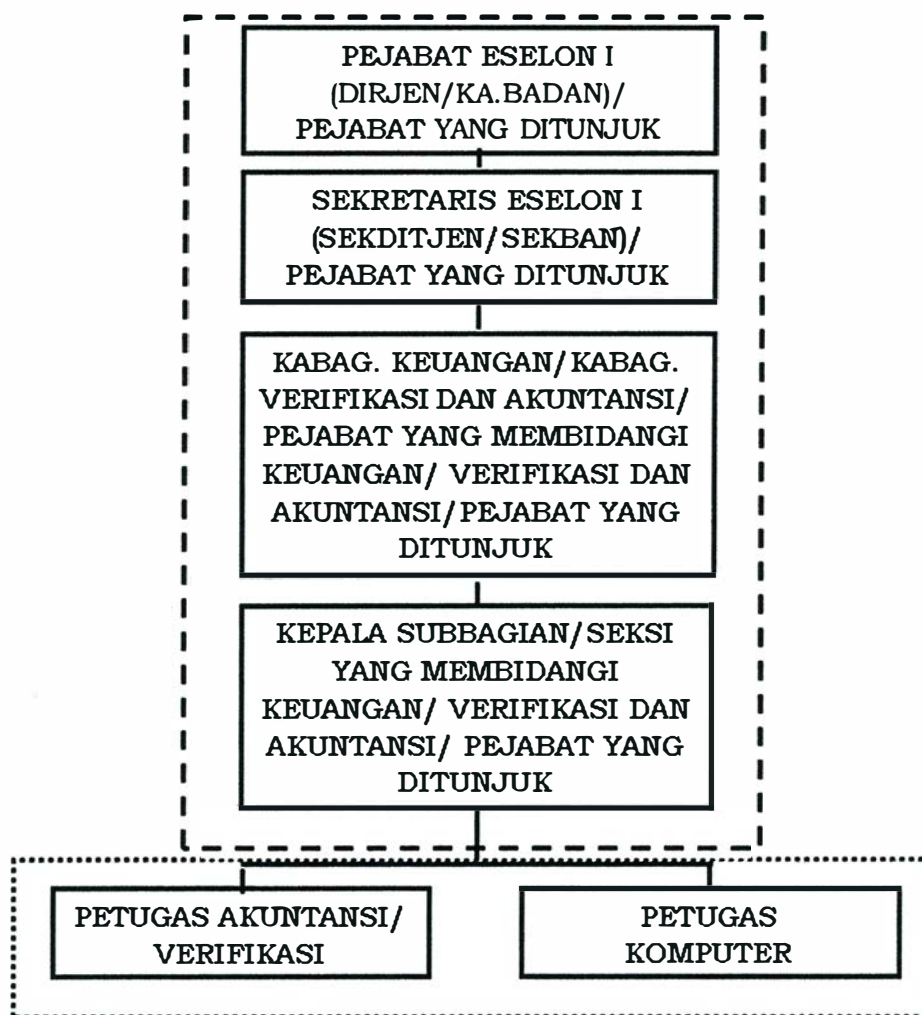 PEJABAT ESELON I
(DIRJEN/KA.BADAN)/
PEJABAT YANG DITUNJUK
SEKRETARIS ESELON I
(SEKDITJEN/SEKBAN)/
PEJABAT YANG DITUNJUK
KABAG. KEUANGAN/KABAG.
VERIFIKASI DAN AKUNTANSI/
PEJABAT YANG MEMBIDANGI
KEUANGAN/ VERIFIKASI DAN
AKUNTANSI/PEJABAT YANG
DITUNJUK
KEPALA SUBBAGIAN/SEKSI
YANG MEMBIDANGI
KEUANGAN/ VERIFIKASI DAN
AKUNTANSI/ PEJABAT YANG
DITUNJUK
PETUGAS AKUNTANSI/
VERIFIKASI
PETUGAS
KOMPUTER